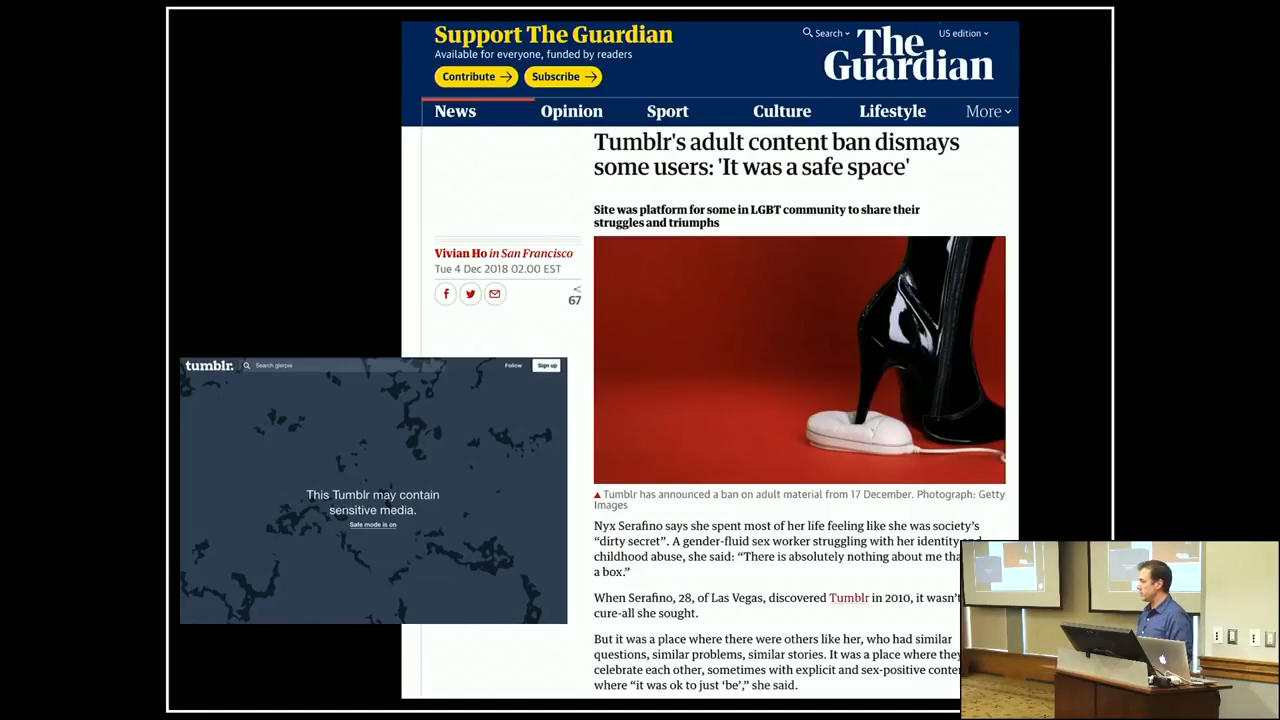 Support The Guardian
Available for everyone, funded by readers
Contribute
Subscribe
Search
US edition
The
Guardian
News
Opinion
Sport
Culture
Lifestyle
More
Tumblr's adult content ban dismays
some users: 'It was a safe space'
Site was platform for some in LGBT community to share their
struggles and triumphs
Vivian Ho in San Francisco
Tue 4 Dec 2018 02.00 EST
67
Tumblr has announced a ban on adult material from 17 December. Photograph: Getty
Images
Nyx Serafino says she spent most of her life feeling like she was society's
“dirty secret”. A gender-fluid sex worker struggling with her identity
childhood abuse, she said: “There is absolutely nothing about me
a box.”
When Serafino, 28, of Las Vegas, discovered Tumblr in 2010, it wasn't
cure-all she sought.
But it was a place where there were others like her, who had similar
questions, similar problems, similar stories. It was a place where they
celebrate each other, sometimes with explicit and sex-positive
where “it was ok to just ‘be’,” she said.
tumblr.
Search
Follow
Sign up
This Tumblr may contain
sensitive media.
Safe mode is on